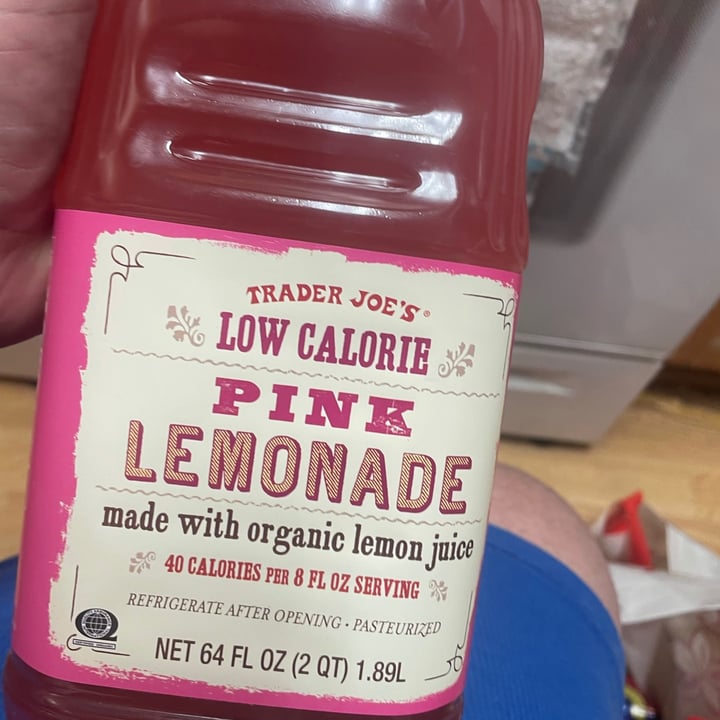 TRADER JOE'S®
LOW CALORIE
PINK
LEMONADE
made with organic lemon juice
40 CALORIES PER 8 FL OZ SERVING
REFRIGERATE AFTER OPENING • PASTEURIZED
NET 64 FL OZ (2 QT) 1.89L